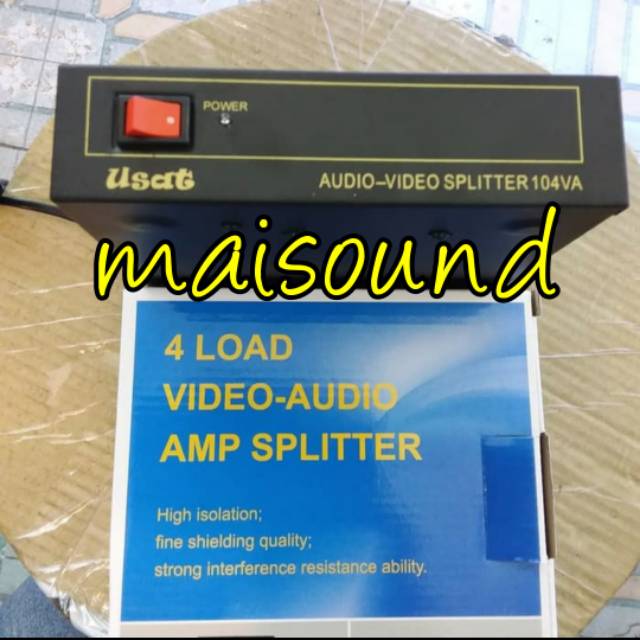 POWER
Usat
AUDIO–VIDEO SPLITTER 104VA
maisound
4 LOAD
VIDEO-AUDIO
AMP SPLITTER
High isolation;
fine shielding quality;
strong interference resistance ability.